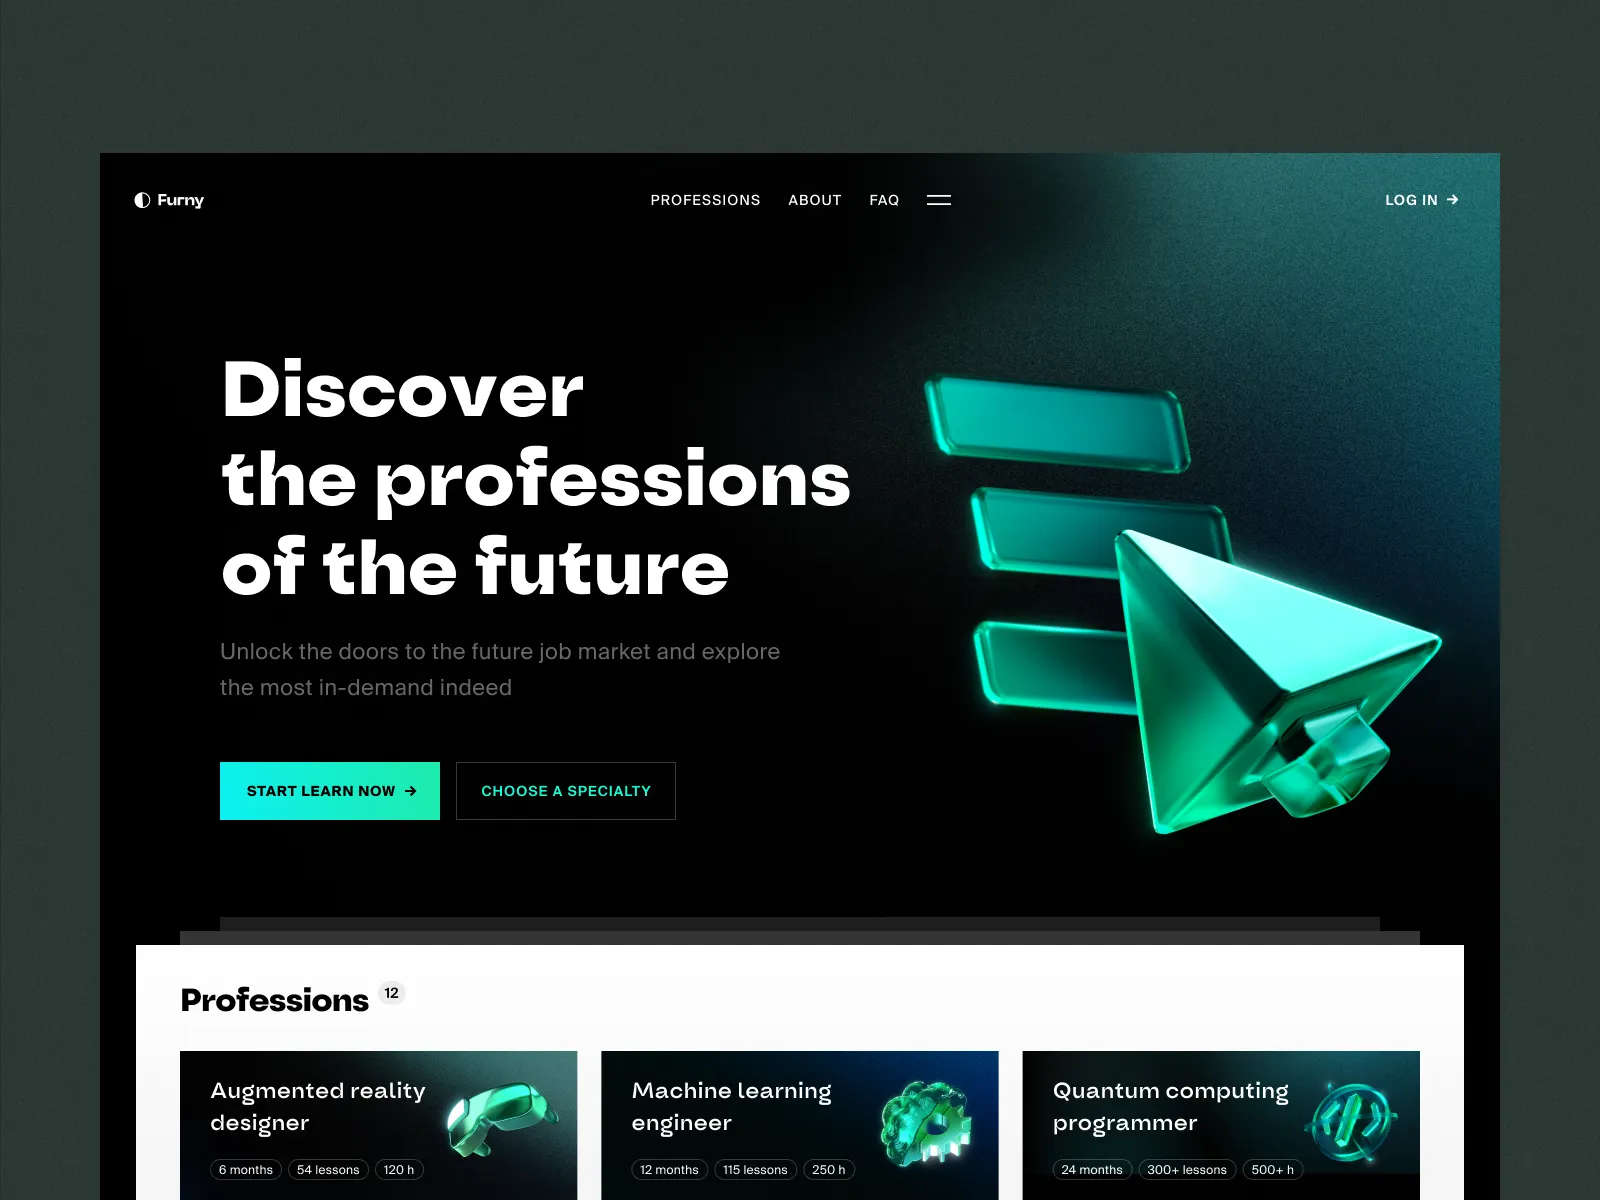 Furny
PROFESSIONS ABOUT FAQ
LOG IN →
Discover
the professions
of the future
Unlock the doors to the future job market and explore
the most in-demand indeed
START LEARN NOW →
CHOOSE A SPECIALTY
Professions 12
Augmented reality
designer
6 months 54 lessons 120 h
Machine learning
engineer
12 months 115 lessons 250 h
Quantum computing
programmer
24 months 300+ lessons 500+ h